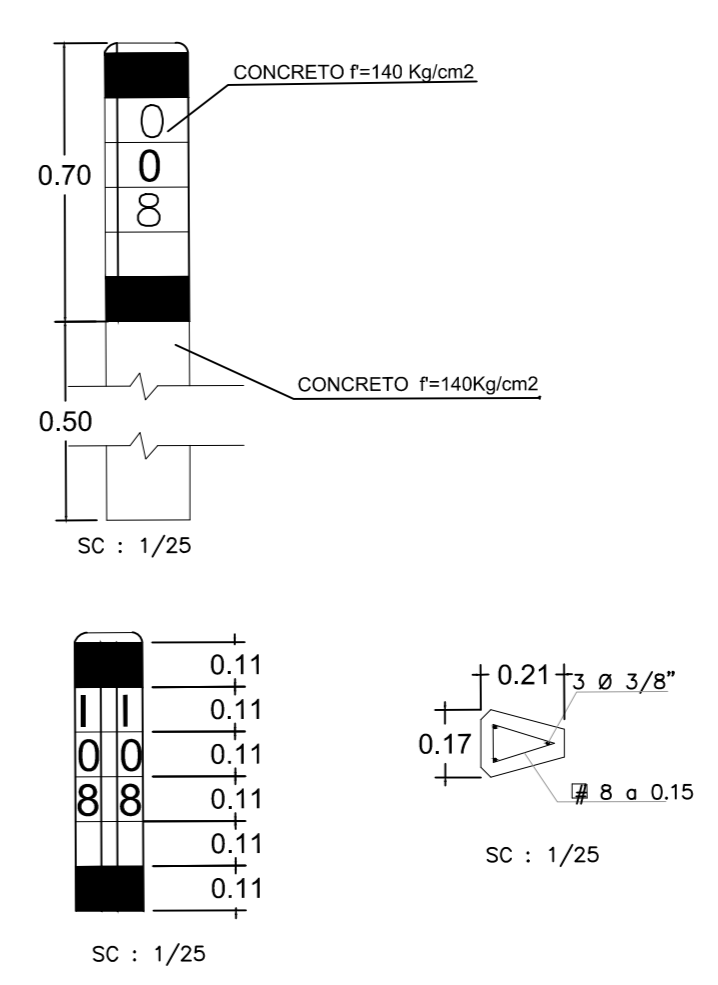 CONCRETO f'=140 Kg/cm2
0
0
8
0.70
CONCRETO f'=140Kg/cm2
0.50
SC : 1/25
0.11
0.11
0.11
0.11
0.11
0.11
I I
0 0
8 8
SC : 1/25
0.21
3 Ø 3/8”
0.17
# 8 a 0.15
SC : 1/25